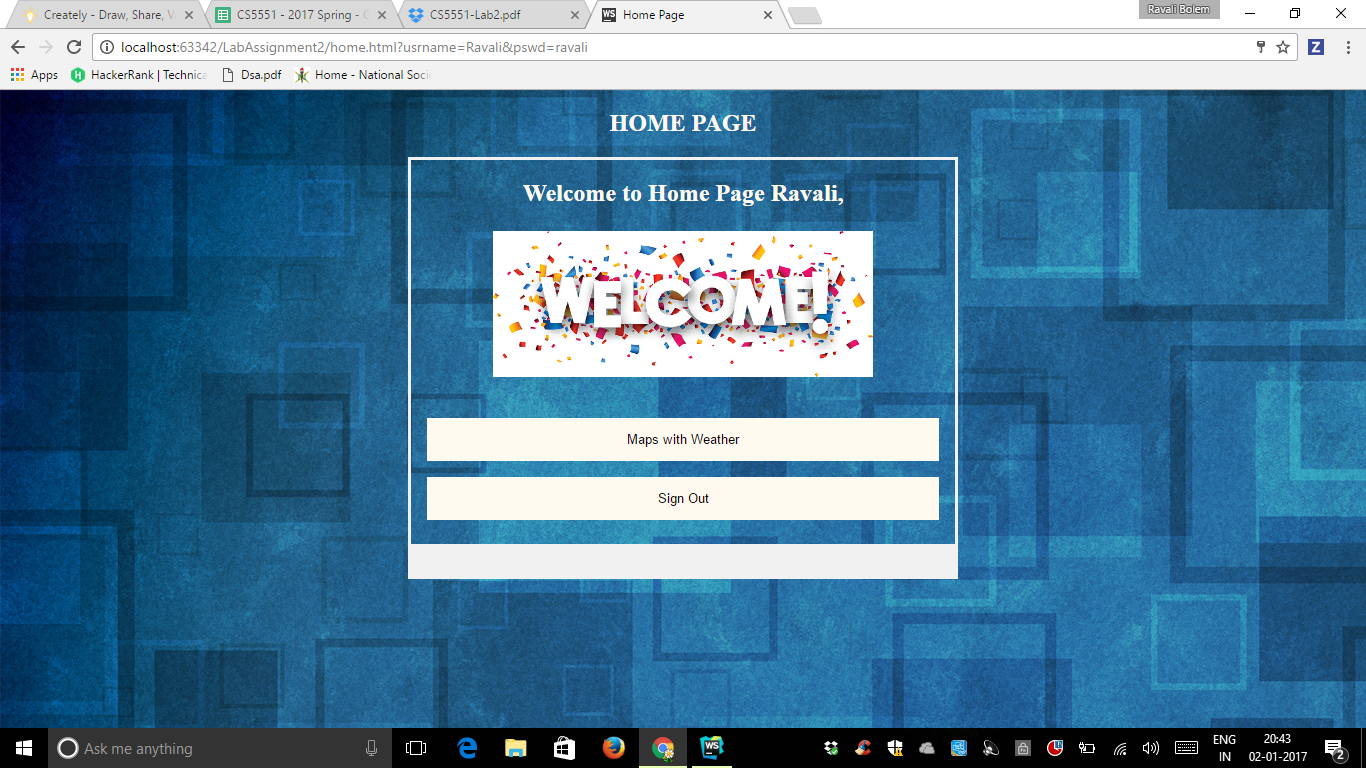 Creately - Draw, Share, V
CS5551 - 2017 Spring - G
CS5551-Lab2.pdf
WS Home Page
Ravali Bolem
localhost:63342/LabAssignment2/home.html?usrname=Ravali&pswd=ravali
Z
Apps
HackerRank | Technica
Dsa.pdf
Home - National Soci
HOME PAGE
Welcome to Home Page Ravali,
WELCOME!
Maps with Weather
Sign Out
Ask me anything
WS
ENG
IN
20:43
02-01-2017
2